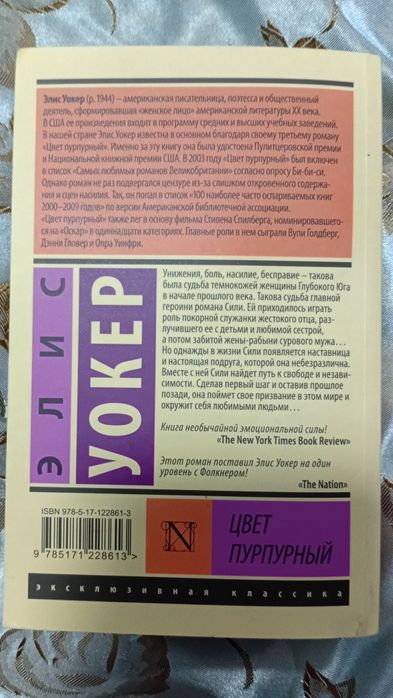 Элис Уокер (р. 1944) – американская писательница, поэтесса и общественный
деятель, сформировавшая «женское лицо» американской литературы XX века.
В США ее произведения входят в программу средних и высших учебных заведений.
В нашей стране Элис Уокер известна в основном благодаря своему третьему роману
«Цвет пурпурный». Именно за эту книгу она была удостоена Пулитцеровской премии
и Национальной книжной премии США. В 2003 году «Цвет пурпурный» был включен
в список «Самых любимых романов Великобритании» согласно опросу Би-би-си.
Однако роман не раз подвергался цензуре из-за слишком откровенного содержа-
ния и сцен насилия. Так, он попал в список «100 наиболее часто оспариваемых книг
2000–2009 годов» по версии Американской библиотечной ассоциации.
«Цвет пурпурный» также лег в основу фильма Стивена Спилберга, номинировавшего-
ся на «Оскар» в одиннадцати категориях. Главные роли в нем сыграли Вупи Голдберг,
Дэнни Гловер и Опра Уинфри.
ЭЛИС
УОКЕР
Унижения, боль, насилие, бесправие – такова
была судьба темнокожей женщины Глубокого Юга
в начале прошлого века. Такова судьба главной
героини романа Сили. Ей приходилось играть
роль покорной служанки жестокого отца, раз-
лучившего ее с детьми и любимой сестрой,
а потом забитой жены-рабыни сурового мужа…
Но однажды в жизни Сили появляется наставница
и настоящая подруга, которой она небезразлична.
Вместе с ней Сили найдет путь к свободе и незави-
симости. Сделав первый шаг и оставив прошлое
позади, она поймет свое призвание в этом мире и
окружит себя любимыми людьми…
Книга необычайной эмоциональной силы!
«The New York Times Book Review»
Этот роман поставил Элис Уокер на один
уровень с Фолкнером!
«The Nation»
ISBN 978-5-17-122861-3
9 785171 228613 >
N
ЦВЕТ
ПУРПУРНЫЙ
эксклюзивная классика